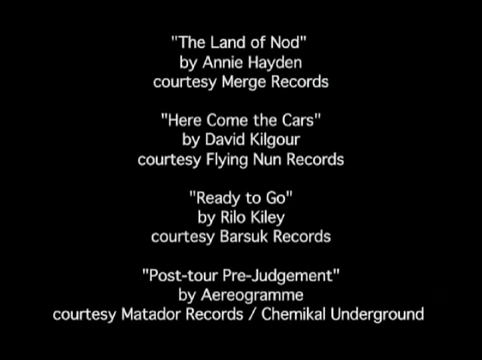 "The Land of Nod"
by Annie Hayden
courtesy Merge Records
"Here Come the Cars"
by David Kilgour
courtesy Flying Nun Records
"Ready to Go"
by Rilo Kiley
courtesy Barsuk Records
"Post-tour Pre-Judgement"
by Aereogramme
courtesy Matador Records / Chemikal Underground